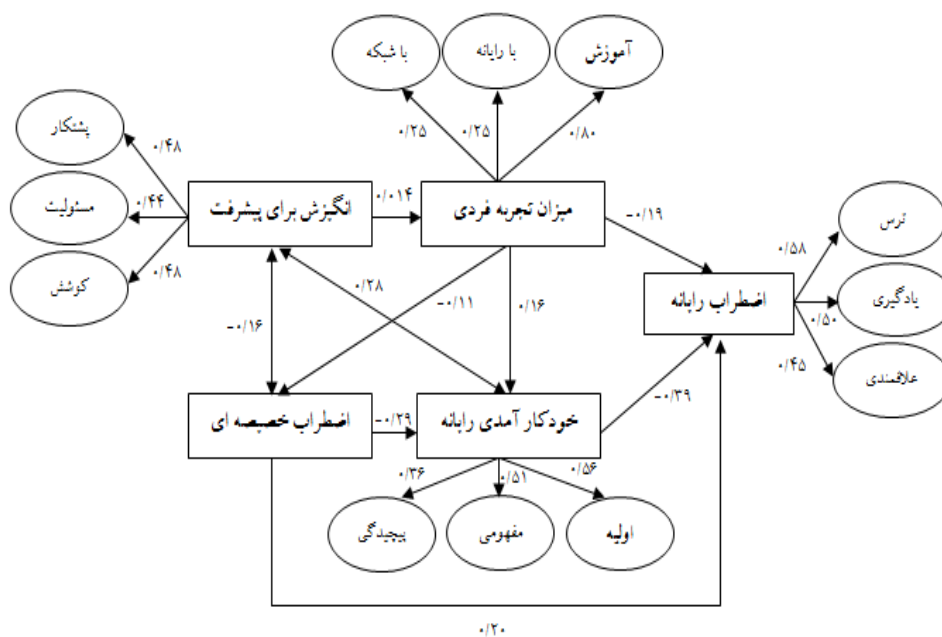 با شبکه
با رایانه
آموزش
۰/۲۵
۰/۲۵
۰/۸۰
پشتکار
۰/۴۸
مسئولیت
۰/۴۴
کوشش
۰/۴۸
انگیزش برای پیشرفت
۰/۰۱۴
میزان تجربه فردی
-۰/۱۹
ترس
۰/۵۸
اضطراب رایانه
یادگیری
۰/۵۰
علاقمندی
۰/۴۵
۰/۲۸
-۰/۱۱
۰/۱۶
-۰/۱۶
-۰/۳۹
اضطراب خصیصه ای
-۰/۲۹
خودکار آمدی رایانه
۰/۳۶
۰/۵۱
۰/۵۶
پیچیدگی
مفهومی
اولیه
۰/۲۰